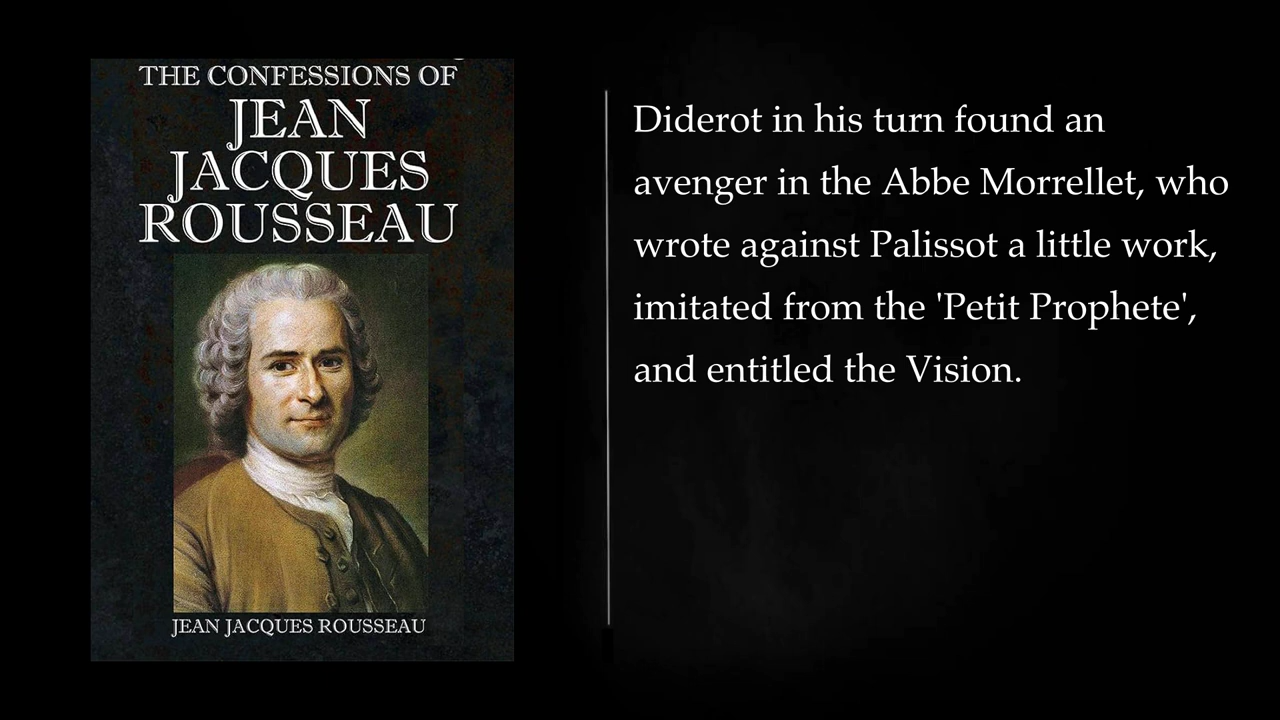 THE CONFESSIONS OF
JEAN
JACQUES
ROUSSEAU
JEAN JACQUES ROUSSEAU
Diderot in his turn found an
avenger in the Abbe Morrellet, who
wrote against Palissot a little work,
imitated from the 'Petit Prophete',
and entitled the Vision.